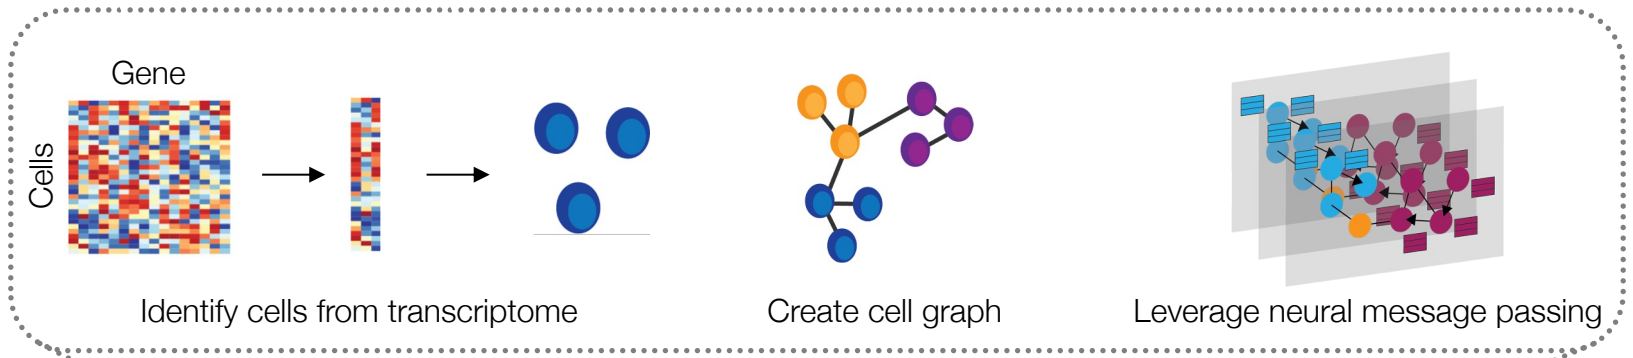 Gene
Cells
Identify cells from transcriptome
Create cell graph
Leverage neural message passing